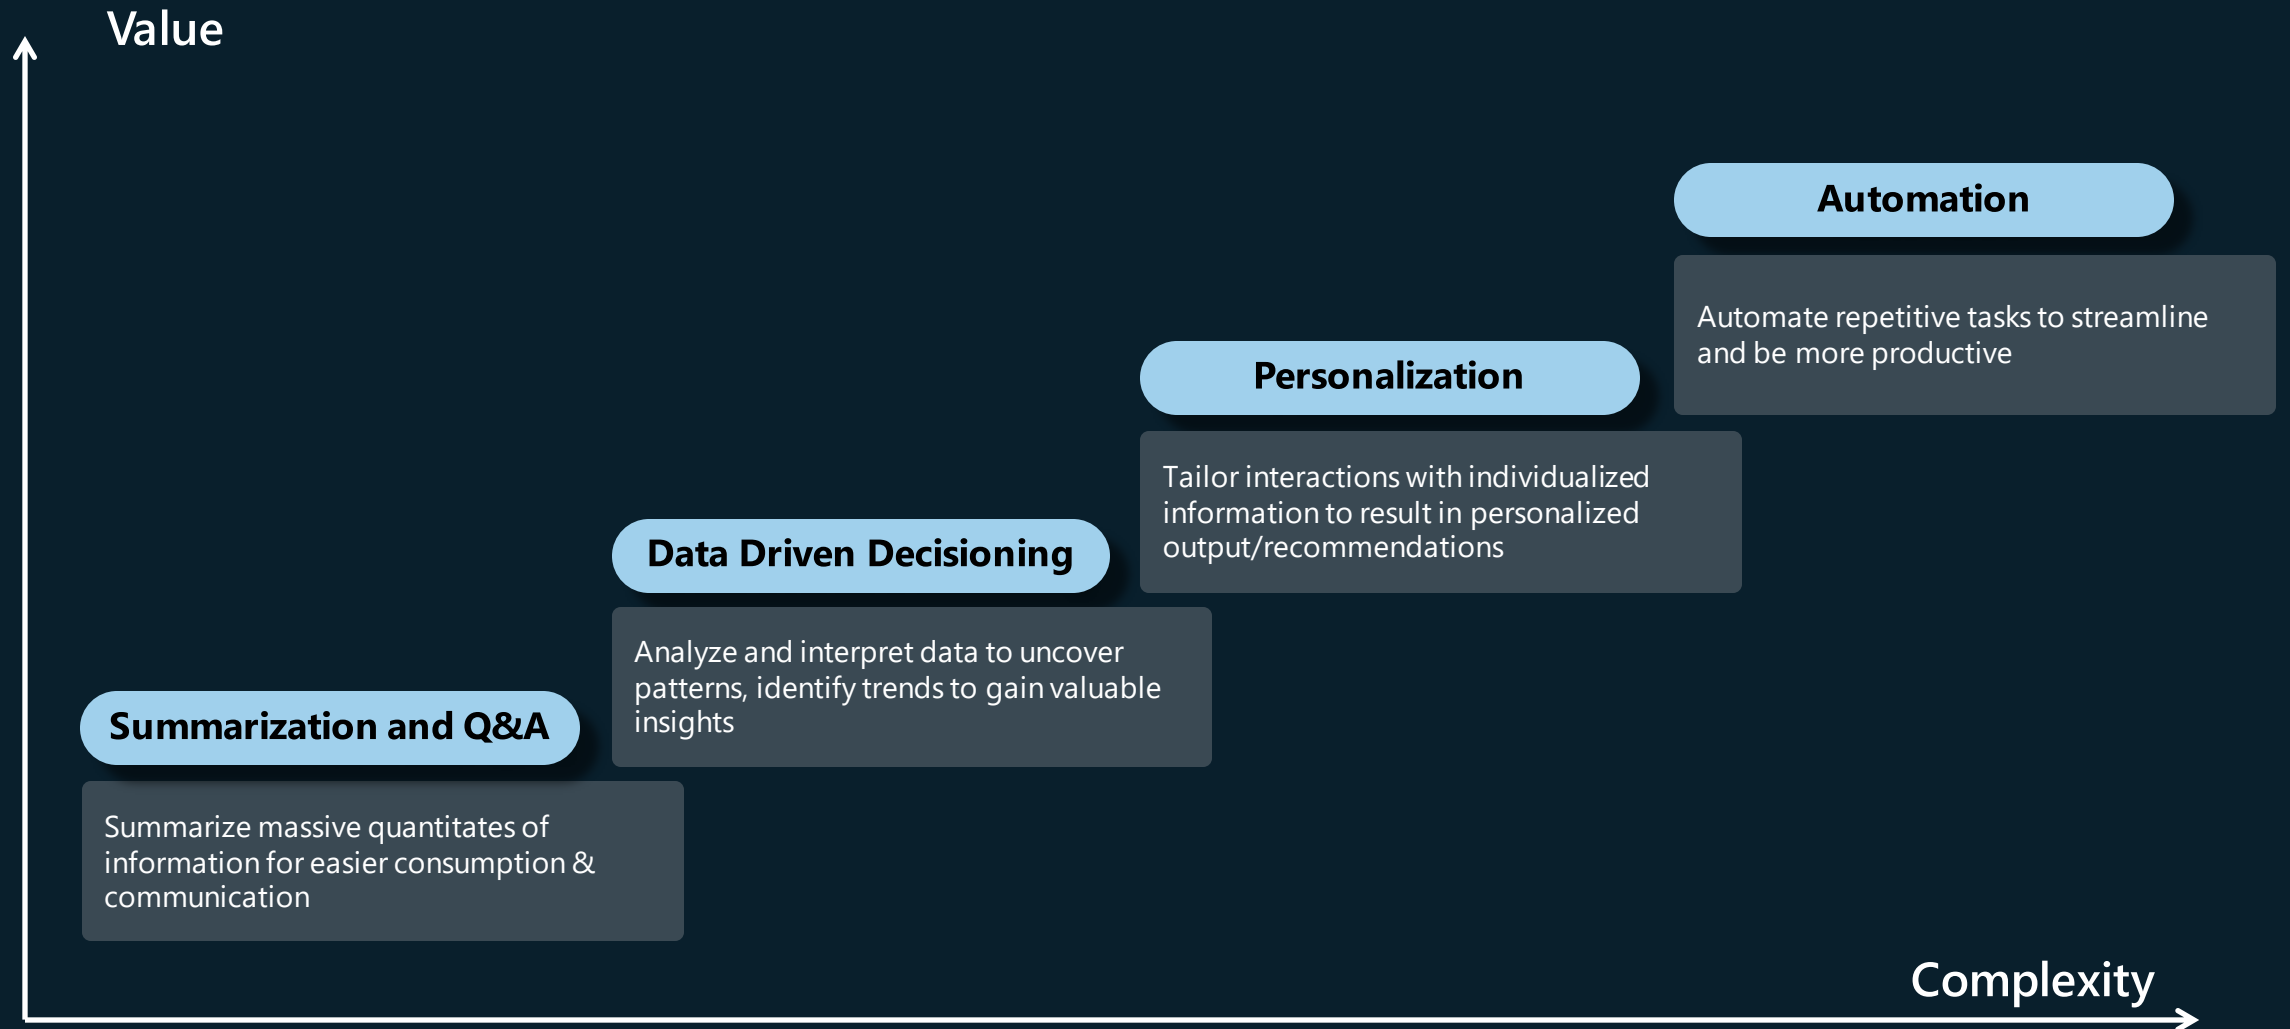 Value
Automation
Automate repetitive tasks to streamline
and be more productive
Personalization
Tailor interactions with individualized
information to result in personalized
output/recommendations
Data Driven Decisioning
Analyze and interpret data to uncover
patterns, identify trends to gain valuable
insights
Summarization and Q&A
Summarize massive quantitates of
information for easier consumption &
communication
Complexity